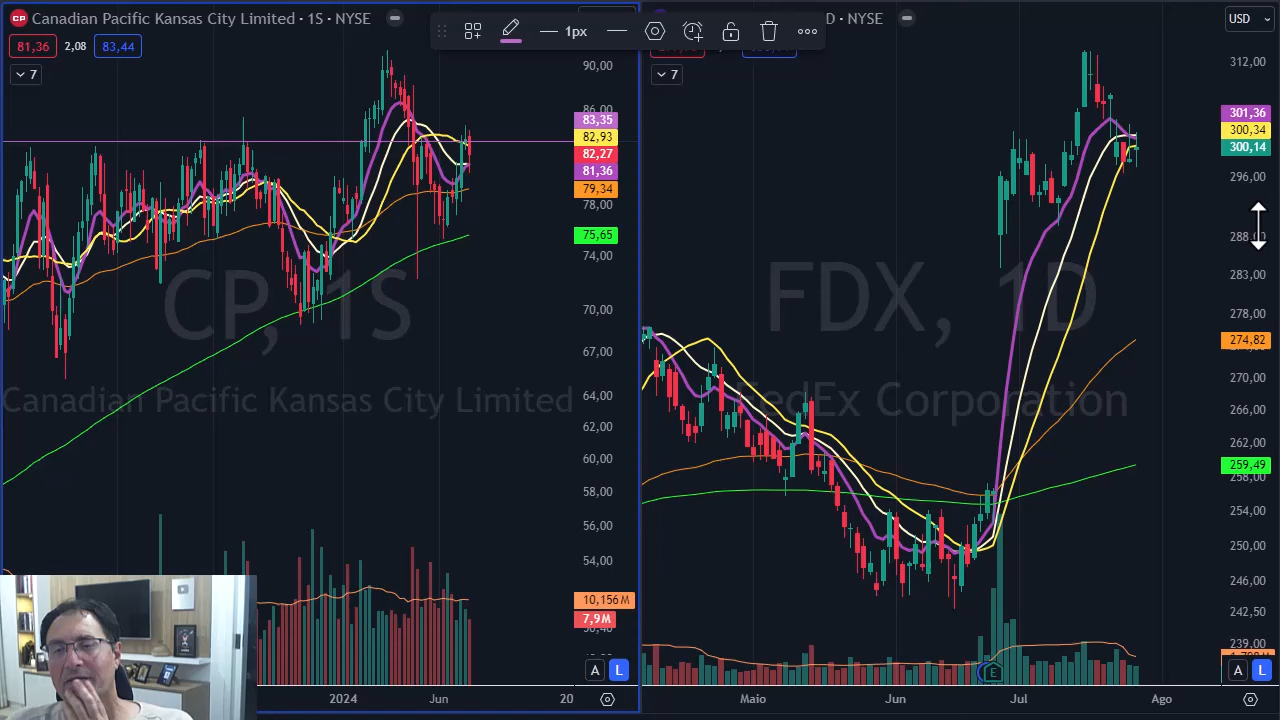 Canadian Pacific Kansas City Limited · 1S · NYSE
81,36 2,08 83,44
7
1px
D · NYSE
7
USD
90,00
86,00
83,35
82,93
82,27
81,36
79,34
78,00
75,65
74,00
70,00
67,00
64,00
62,00
60,00
58,00
56,00
54,00
10,156 M
7,9 M
A L
CP, 1S
Canadian Pacific Kansas City Limited
2024 Jun 20
312,00
301,36
300,34
300,14
296,00
288,00
283,00
278,00
274,82
270,00
266,00
262,00
259,49
258,00
254,00
250,00
246,00
242,50
239,00
A L
FDX, 1D
FedEx Corporation
E
Maio Jun Jul Ago